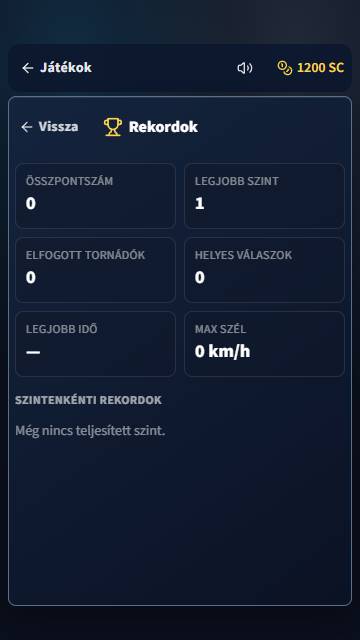 Játékok
1200 SC
Vissza
Rekordok
ÖSSZPONTSZÁM
0
LEGJOBB SZINT
1
ELFOGOTT TORNÁDÓK
0
HELYES VÁLASZOK
0
LEGJOBB IDŐ
—
MAX SZÉL
0 km/h
SZINTENKÉNTI REKORDOK
Még nincs teljesített szint.